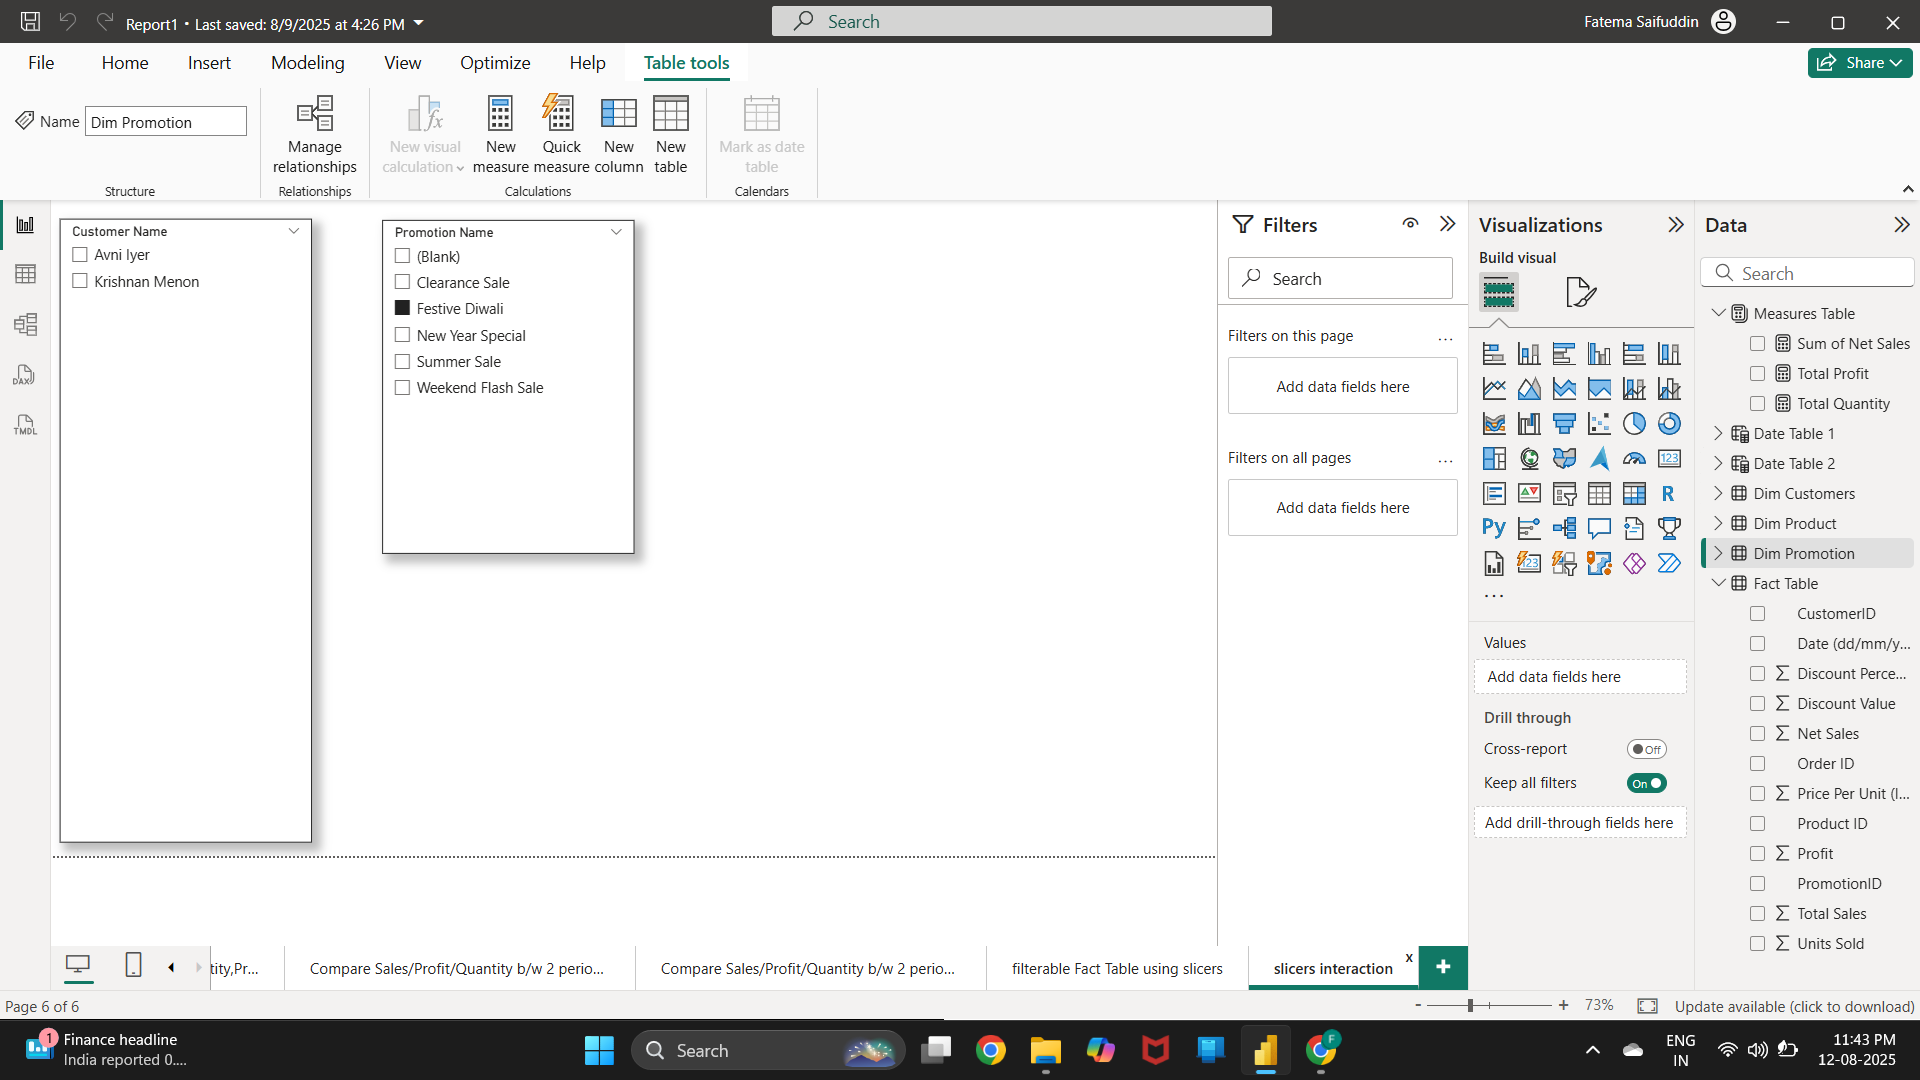 Report1 • Last saved: 8/9/2025 at 4:26 PM
Search
Fatema Saifuddin
File
Home
Insert
Modeling
View
Optimize
Help
Table tools
Share
Name
Dim Promotion
Structure
Manage
relationships
Relationships
New visual
calculation
New
measure
Quick
measure
New
column
New
table
Calculations
Mark as date
table
Calendars
DAX
TMDL
Customer Name
Avni Iyer
Krishnan Menon
Promotion Name
(Blank)
Clearance Sale
Festive Diwali
New Year Special
Summer Sale
Weekend Flash Sale
Filters
Search
Filters on this page
...
Add data fields here
Filters on all pages
...
Add data fields here
Visualizations
Build visual
123
R
Py
123
...
Values
Add data fields here
Drill through
Cross-report
Off
Keep all filters
On
Add drill-through fields here
Data
Search
Measures Table
Sum of Net Sales
Total Profit
Total Quantity
Date Table 1
Date Table 2
Dim Customers
Dim Product
Dim Promotion
Fact Table
CustomerID
Date (dd/mm/y...
Discount Perce...
Discount Value
Net Sales
Order ID
Price Per Unit (I...
Product ID
Profit
PromotionID
Total Sales
Units Sold
tity,Pr...
Compare Sales/Profit/Quantity b/w 2 perio...
Compare Sales/Profit/Quantity b/w 2 perio...
filterable Fact Table using slicers
slicers interaction
x
+
Page 6 of 6
-
+
73%
Update available (click to download)
1
Finance headline
India reported 0....
Search
F
ENG
IN
11:43 PM
12-08-2025